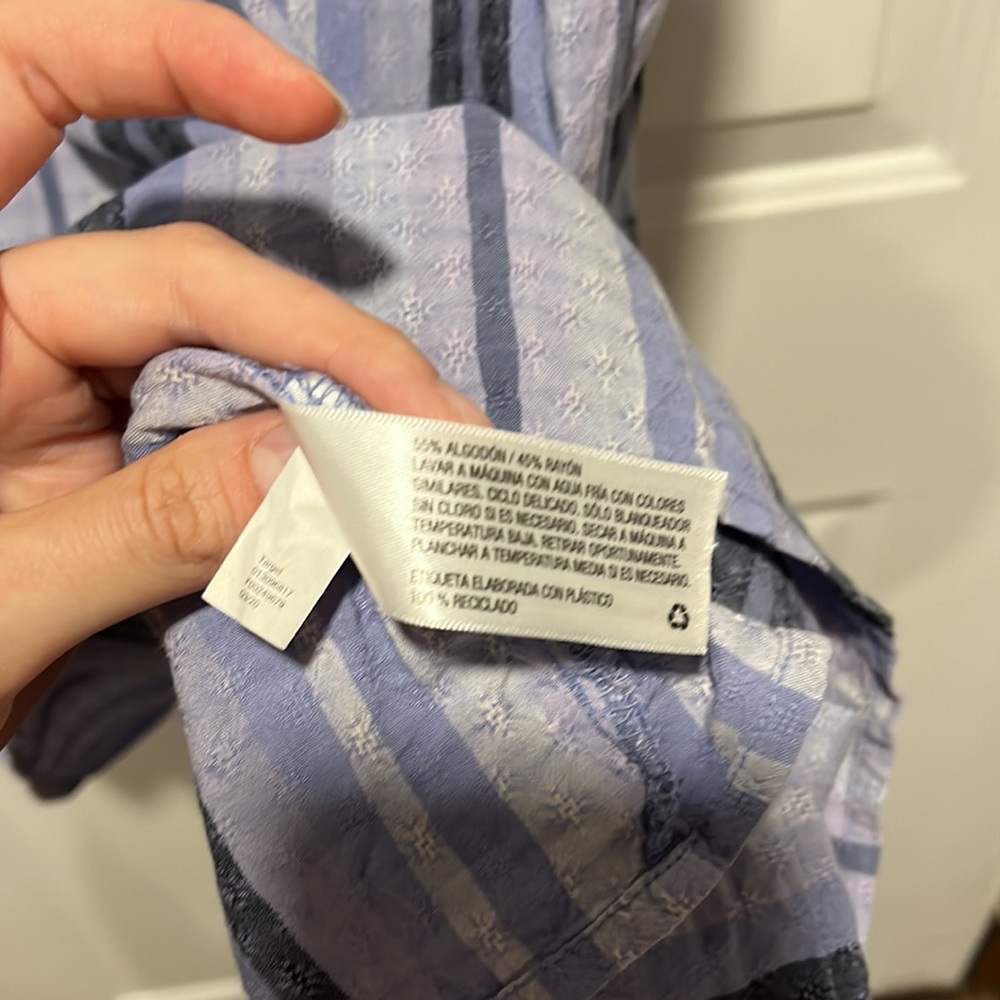 55% ALGODÓN / 45% RAYÓN
LAVAR A MÁQUINA CON AGUA FRÍA CON COLORES
SIMILARES, CICLO DELICADO. SÓLO BLANQUEADOR
SIN CLORO SI ES NECESARIO. SECAR A MÁQUINA A
TEMPERATURA BAJA, RETIRAR OPORTUNAMENTE.
PLANCHAR A TEMPERATURA MEDIA SI ES NECESARIO.
ETIQUETA ELABORADA CON PLÁSTICO
100 % RECICLADO
Target